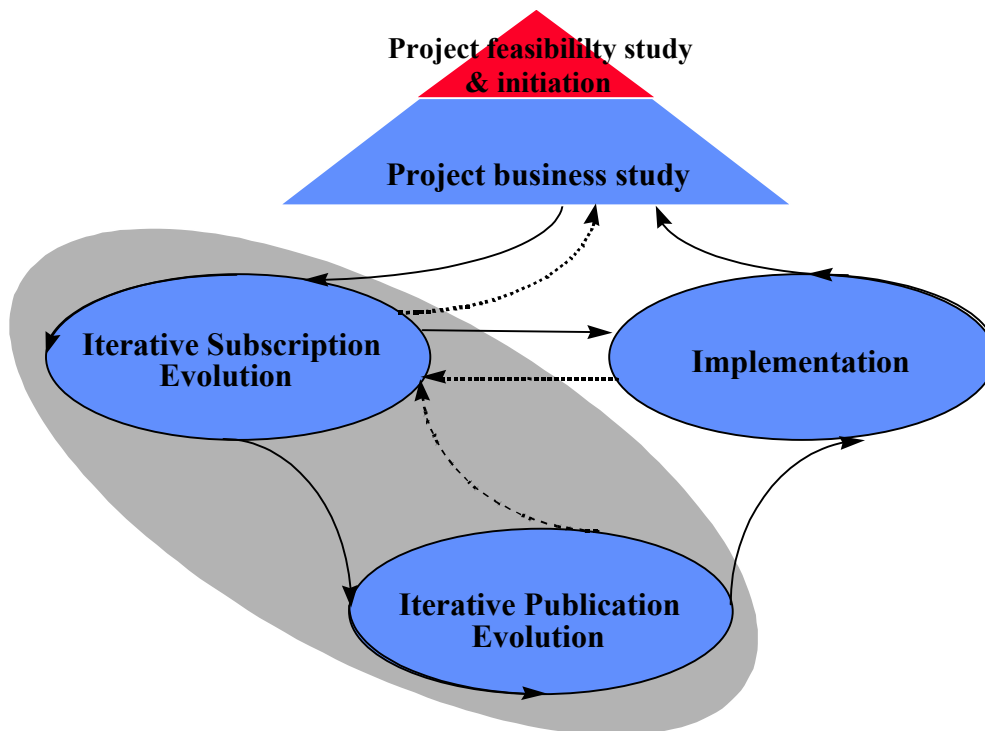 Project feasibililty study
& initiation
Project business study
Iterative Subscription
Evolution
Implementation
Iterative Publication
Evolution